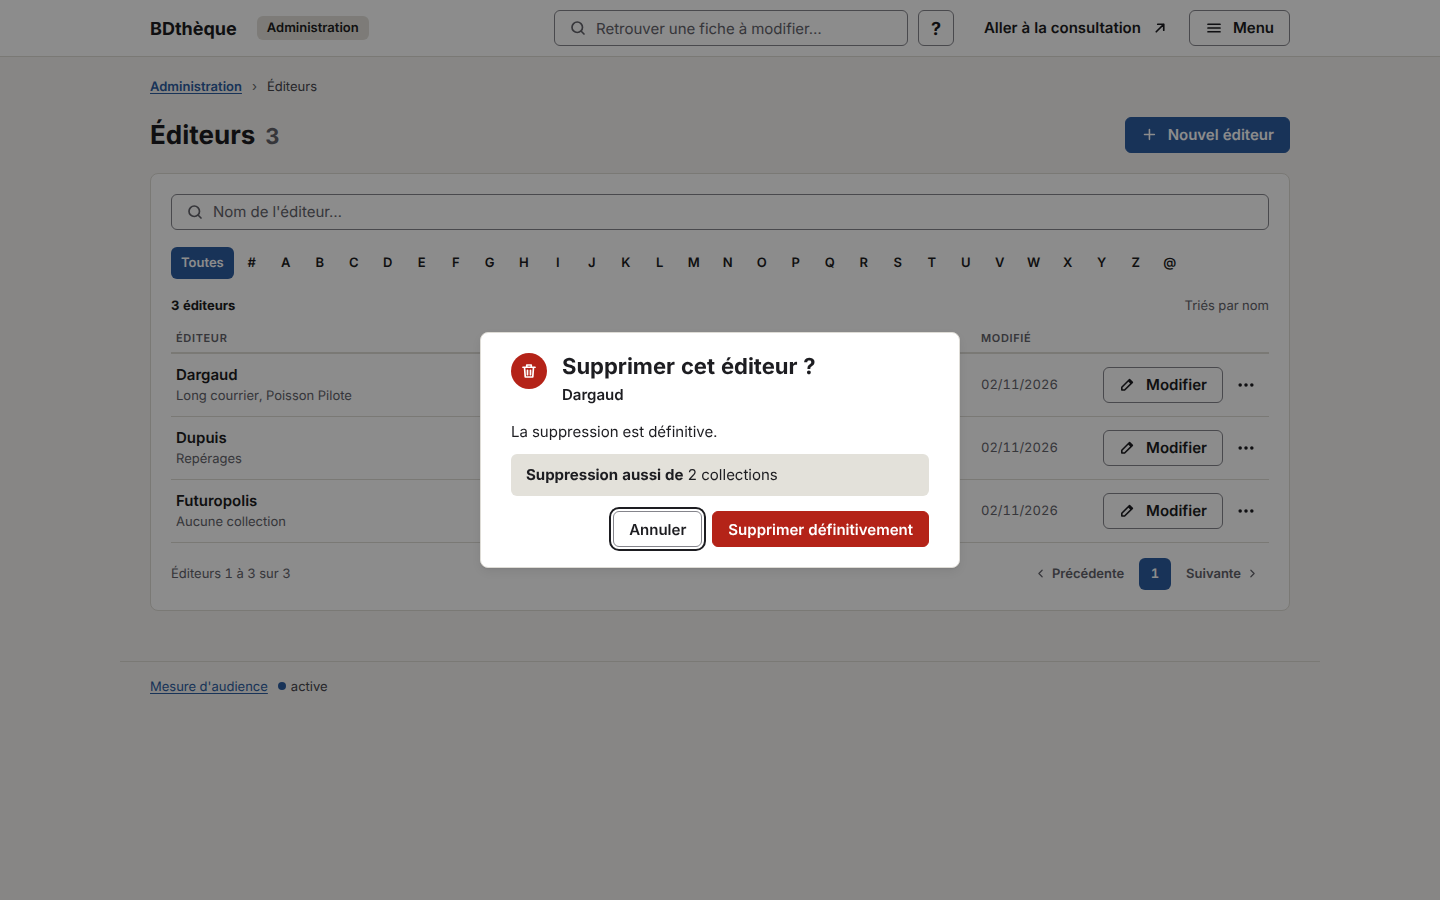 BDthèque Administration Retrouver une fiche à modifier... ? Aller à la consultation Menu
Administration › Éditeurs
Éditeurs 3
Nouvel éditeur
Nom de l'éditeur...
Toutes # A B C D E F G H I J K L M N O P Q R S T U V W X Y Z @
3 éditeurs
Triés par nom
ÉDITEUR
MODIFIÉ
Dargaud
Long courrier, Poisson Pilote
02/11/2026
Modifier
Dupuis
Repérages
02/11/2026
Modifier
Futuropolis
Aucune collection
02/11/2026
Modifier
Supprimer cet éditeur ?
Dargaud
La suppression est définitive.
Suppression aussi de 2 collections
Annuler
Supprimer définitivement
Éditeurs 1 à 3 sur 3
Précédente 1 Suivante
Mesure d'audience active